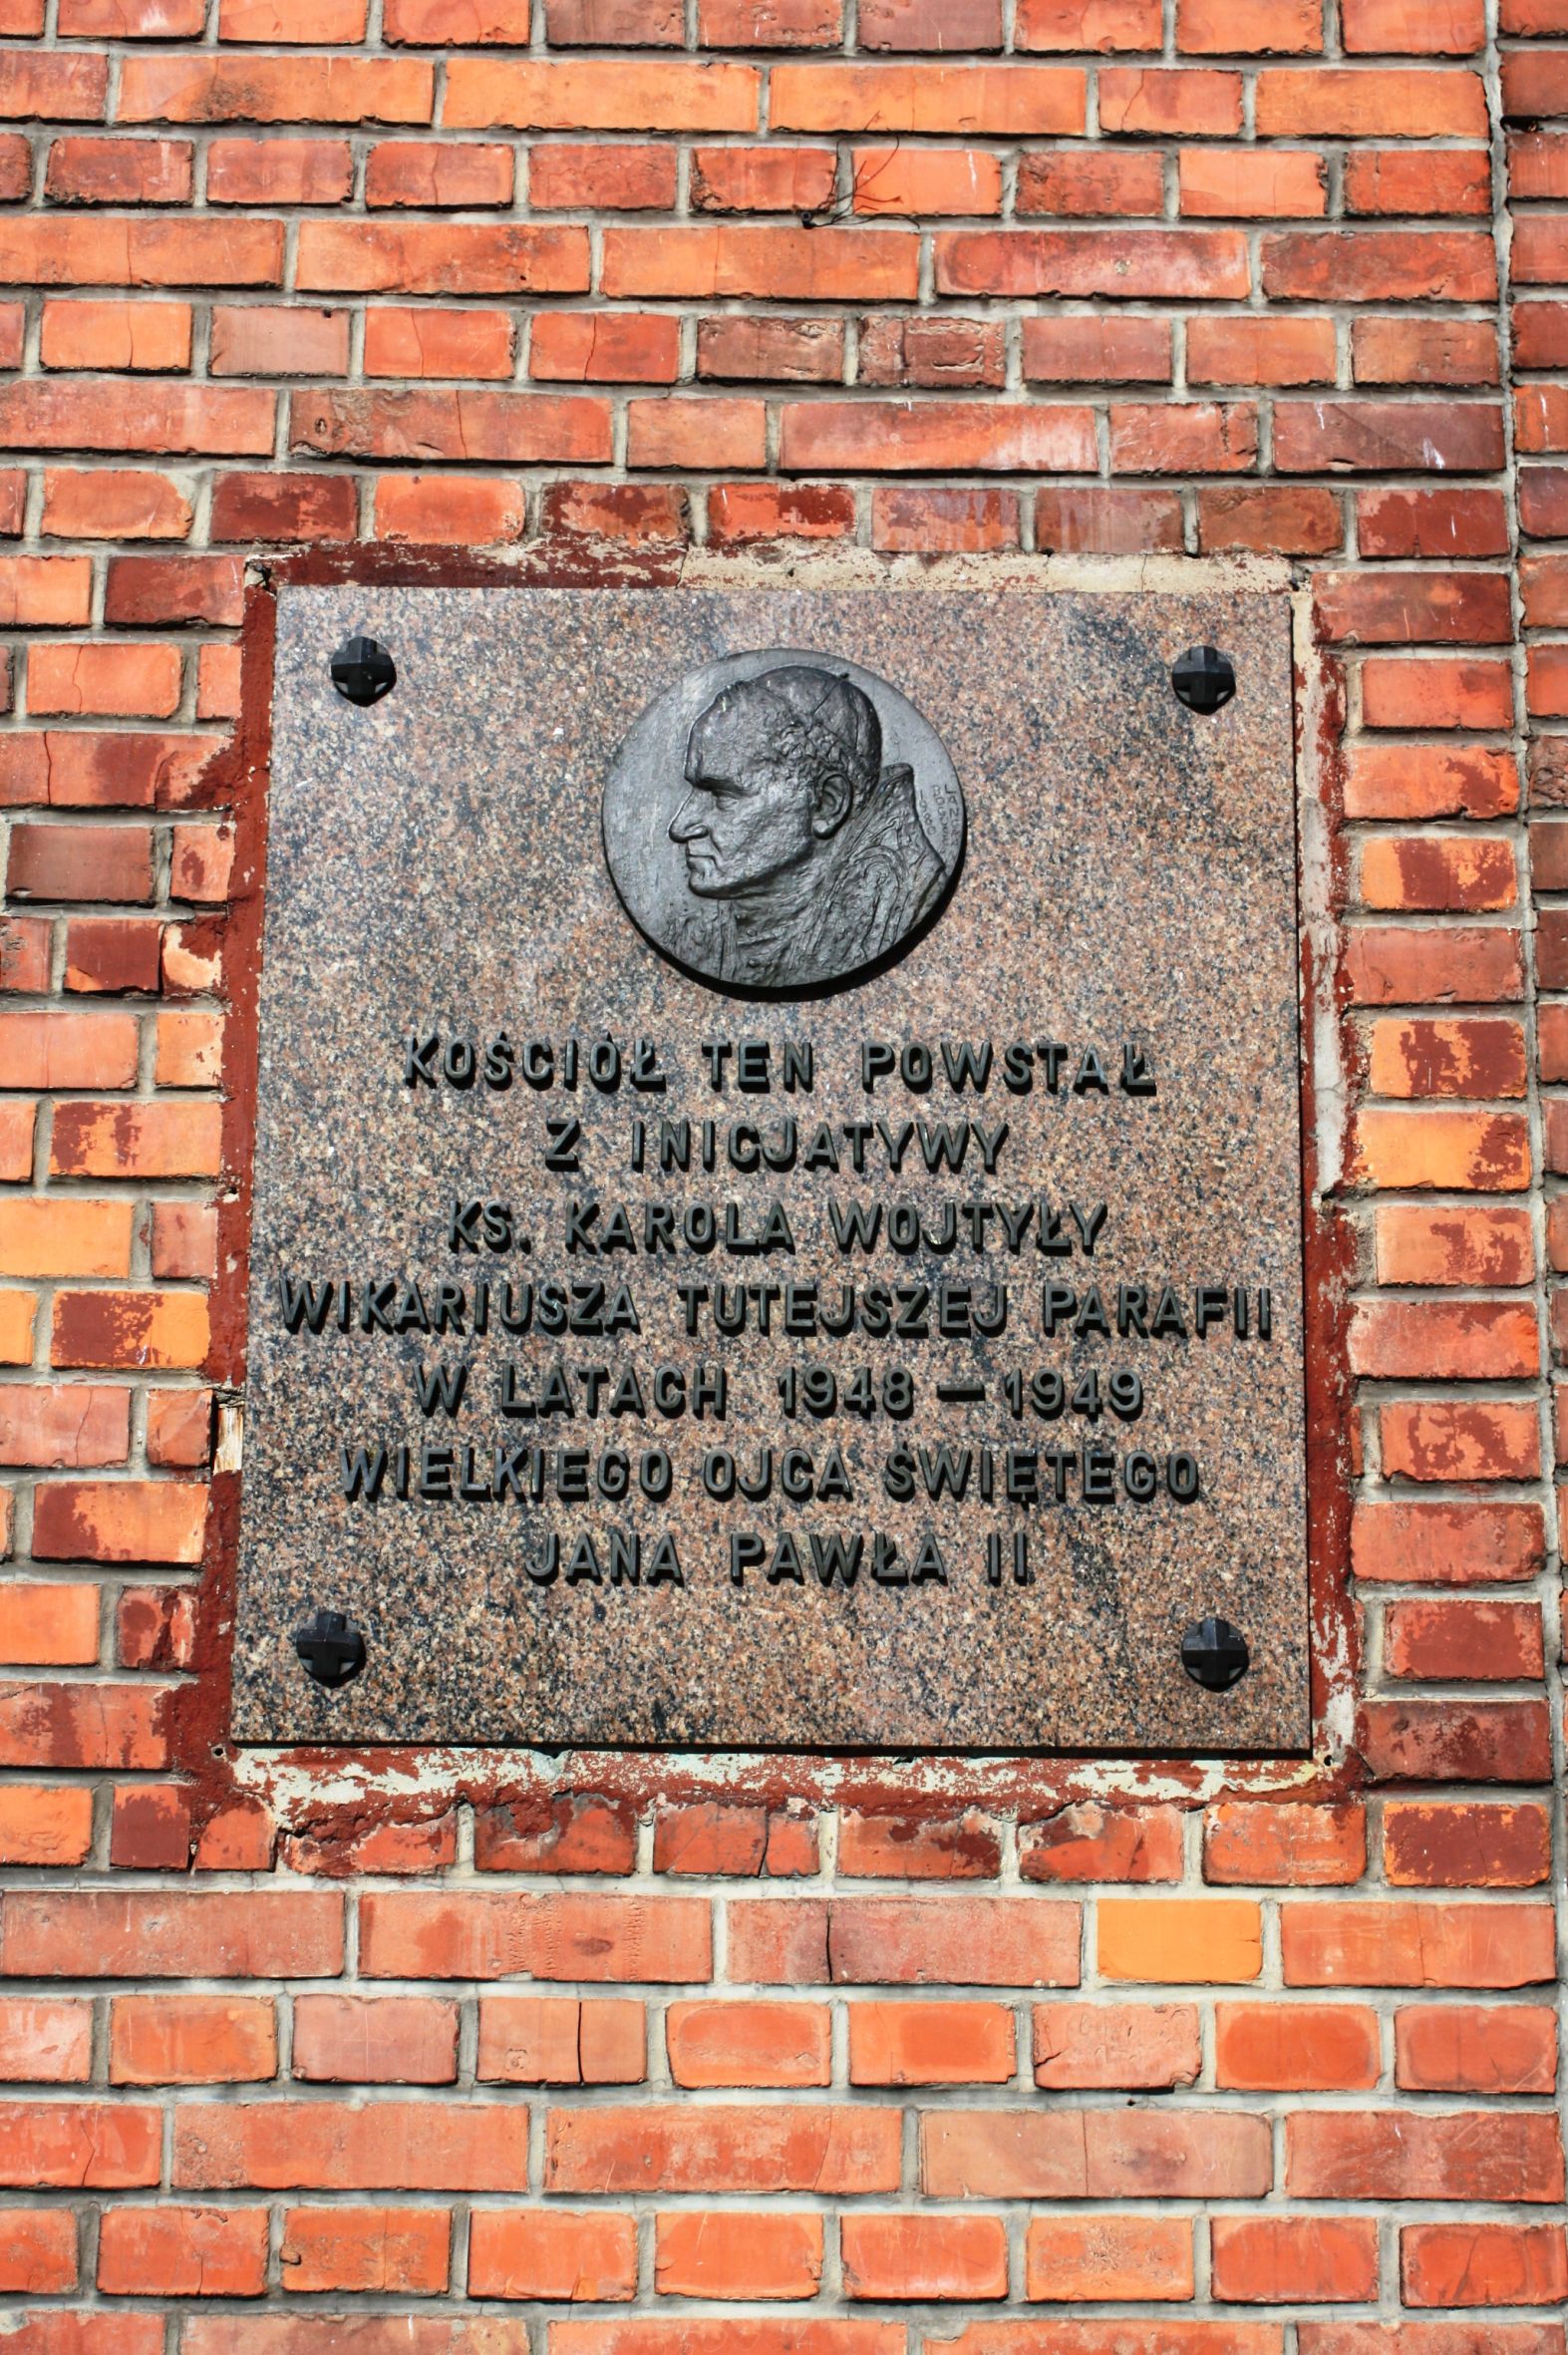 KOŚCIÓŁ TEN POWSTAŁ
Z INICJATYWY
KS. KAROLA WOJTYŁY
WIKARIUSZA TUTEJSZEJ PARAFII
W LATACH 1948 – 1949
WIELKIEGO OJCA ŚWIĘTEGO
JANA PAWŁA II